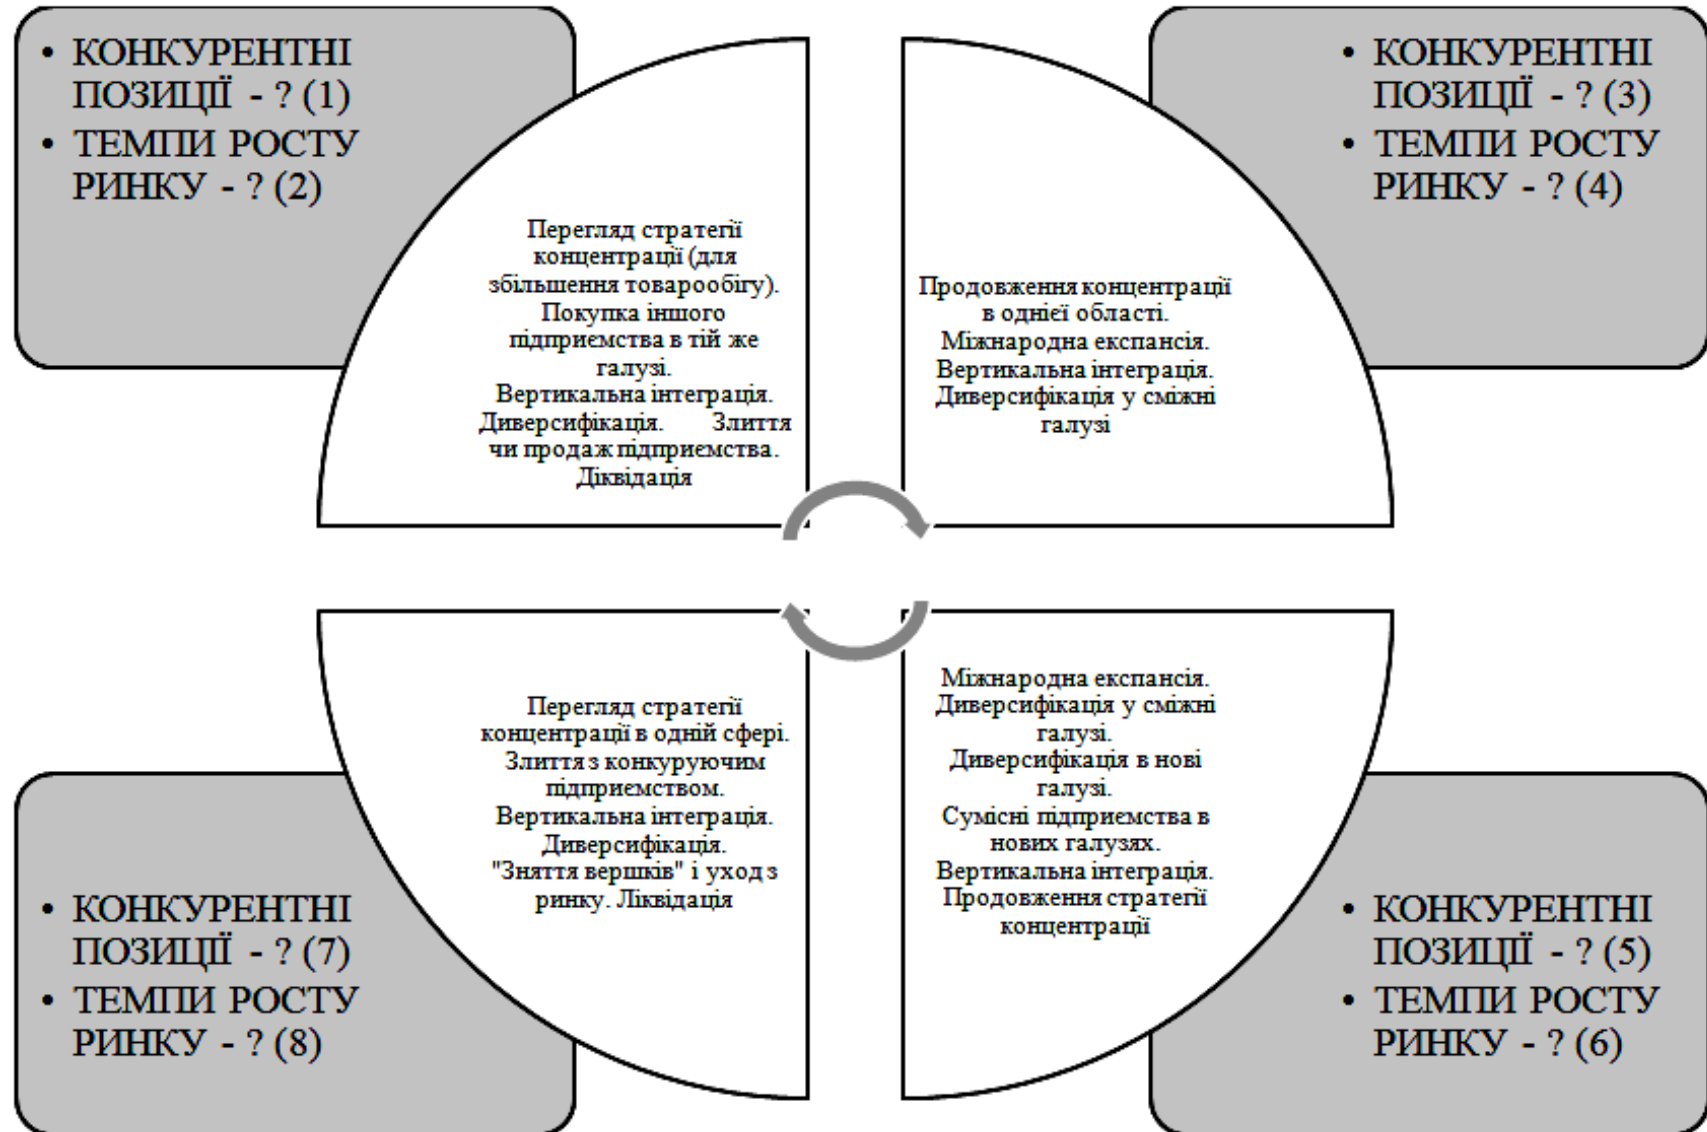 • КОНКУРЕНТНІ
ПОЗИЦІЇ - ? (1)
• ТЕМПИ РОСТУ
РИНКУ - ? (2)
• КОНКУРЕНТНІ
ПОЗИЦІЇ - ? (3)
• ТЕМПИ РОСТУ
РИНКУ - ? (4)
Перегляд стратегії
концентрації (для
збільшення товарообігу).
Покупка іншого
підприємства в тій же
галузі.
Вертикальна інтеграція.
Диверсифікація. Злиття
чи продаж підприємства.
Діквідація
Продовження концентрації
в однієї області.
Міжнародна експансія.
Вертикальна інтеграція.
Диверсифікація у сміжні
галузі
Перегляд стратегії
концентрації в одній сфері.
Злиття з конкуруючим
підприємством.
Вертикальна інтеграція.
Диверсифікація.
"Зняття вершків" і уход з
ринку. Ліквідація
Міжнародна експансія.
Диверсифікація у сміжні
галузі.
Диверсифікація в нові
галузі.
Сумісні підприємства в
нових галузях.
Вертикальна інтеграція.
Продовження стратегії
концентрації
• КОНКУРЕНТНІ
ПОЗИЦІЇ - ? (7)
• ТЕМПИ РОСТУ
РИНКУ - ? (8)
• КОНКУРЕНТНІ
ПОЗИЦІЇ - ? (5)
• ТЕМПИ РОСТУ
РИНКУ - ? (6)